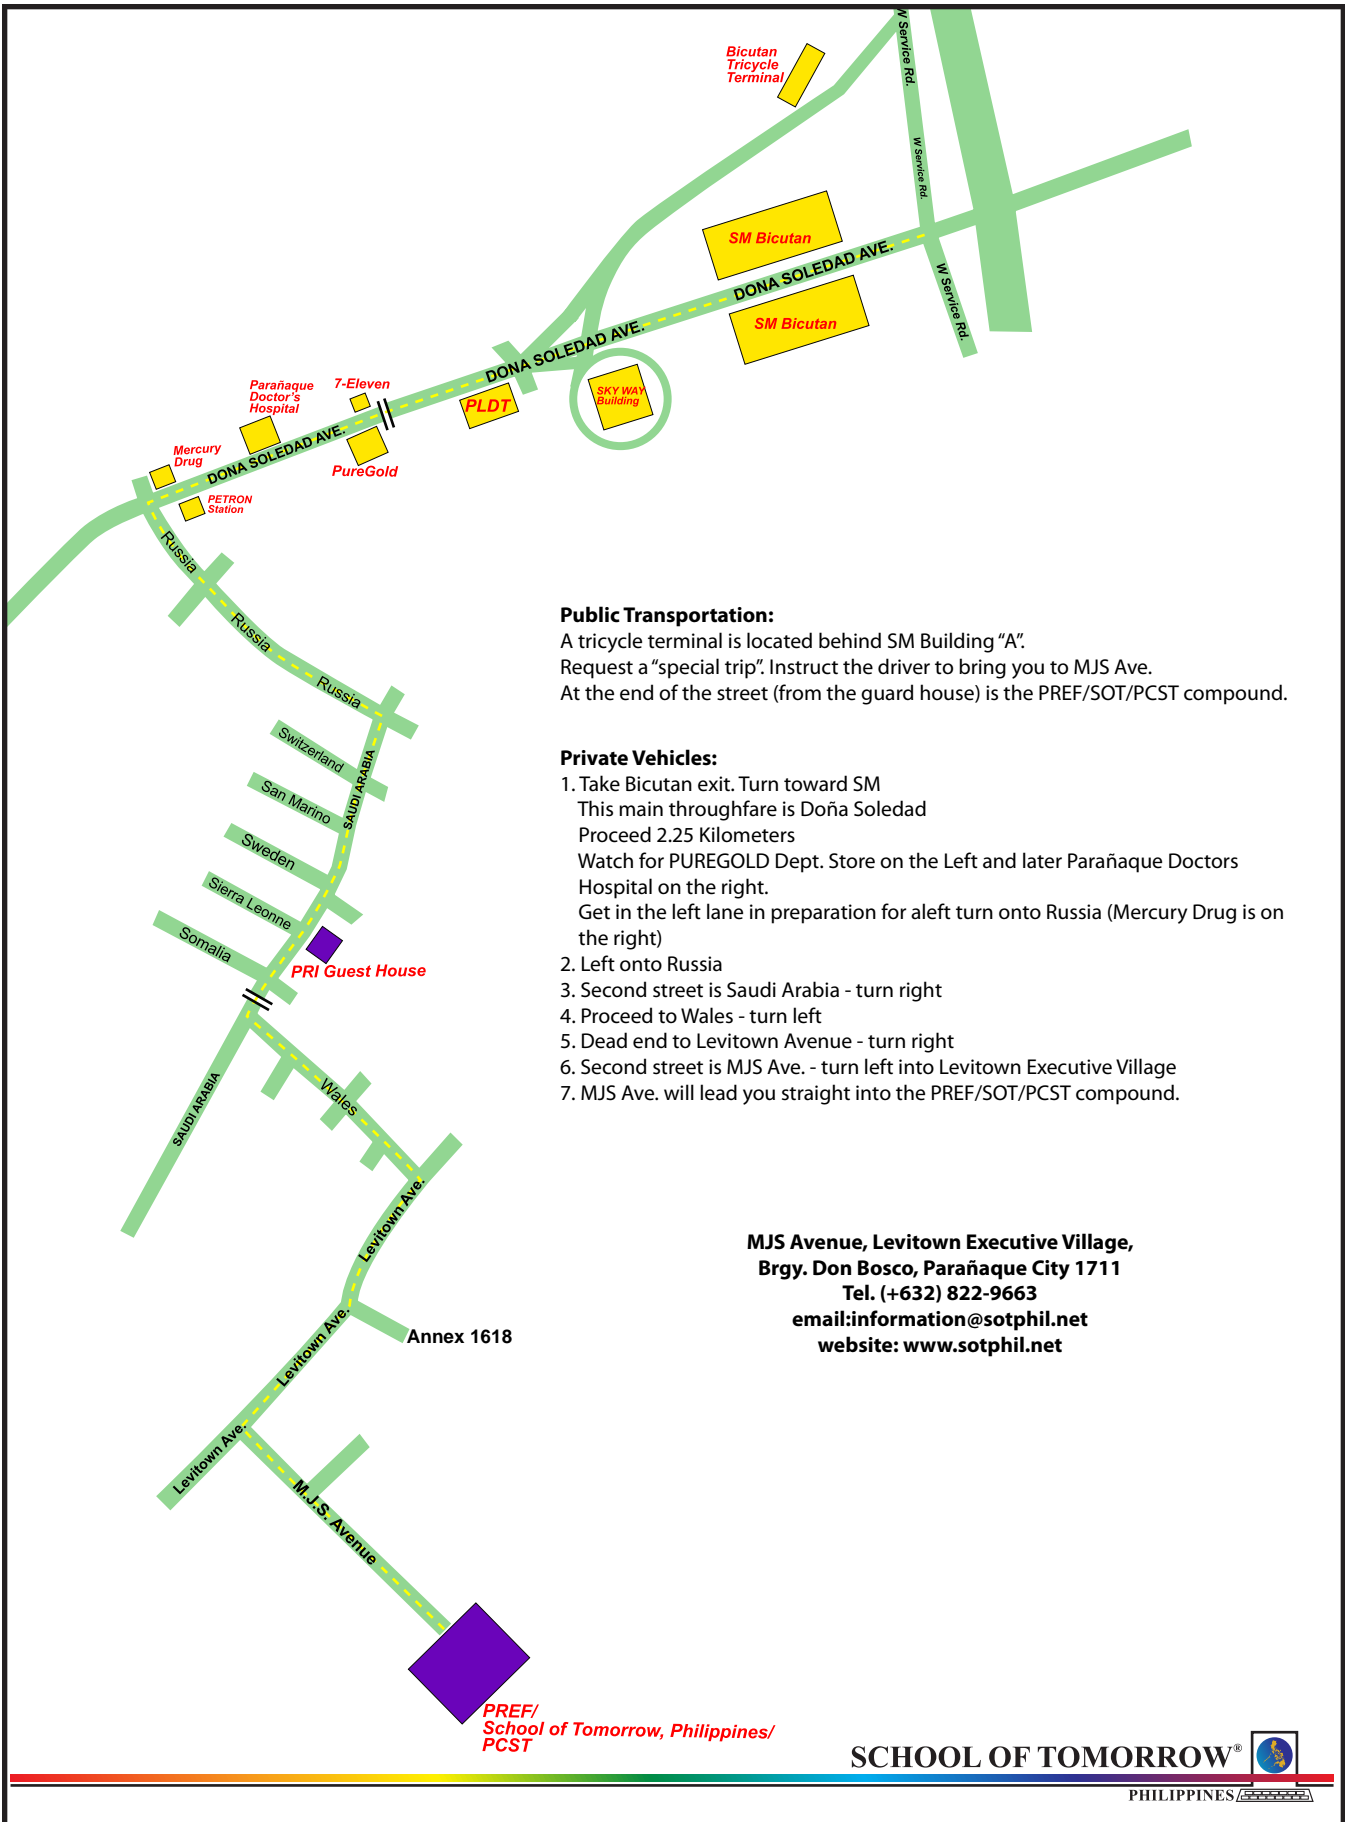 W Service Rd.
Bicutan
Tricycle
Terminal
W Service Rd.
SM Bicutan
DONA SOLEDAD AVE.
W Service Rd.
SM Bicutan
DONA SOLEDAD AVE.
SKY WAY
Building
PLDT
7-Eleven
Parañaque
Doctor's
Hospital
DONA SOLEDAD AVE.
PureGold
Mercury
Drug
PETRON
Station
Russia
Russia
Russia
Switzerland
SAUDI ARABIA
San Marino
Sweden
Sierra Leonne
Somalia
PRI Guest House
Public Transportation:
A tricycle terminal is located behind SM Building “A”.
Request a “special trip”. Instruct the driver to bring you to MJS Ave.
At the end of the street (from the guard house) is the PREF/SOT/PCST compound.
Private Vehicles:
1. Take Bicutan exit. Turn toward SM
This main throughfare is Doña Soledad
Proceed 2.25 Kilometers
Watch for PUREGOLD Dept. Store on the Left and later Parañaque Doctors
Hospital on the right.
Get in the left lane in preparation for aleft turn onto Russia (Mercury Drug is on
the right)
2. Left onto Russia
3. Second street is Saudi Arabia - turn right
4. Proceed to Wales - turn left
5. Dead end to Levitown Avenue - turn right
6. Second street is MJS Ave. - turn left into Levitown Executive Village
7. MJS Ave. will lead you straight into the PREF/SOT/PCST compound.
Wales
SAUDI ARABIA
Levitown Ave.
Levitown Ave.
Annex 1618
Levitown Ave.
M.J.S. Avenue
MJS Avenue, Levitown Executive Village,
Brgy. Don Bosco, Parañaque City 1711
Tel. (+632) 822-9663
email:information@sotphil.net
website: www.sotphil.net
PREF/
School of Tomorrow, Philippines/
PCST
SCHOOL OF TOMORROW®
PHILIPPINES